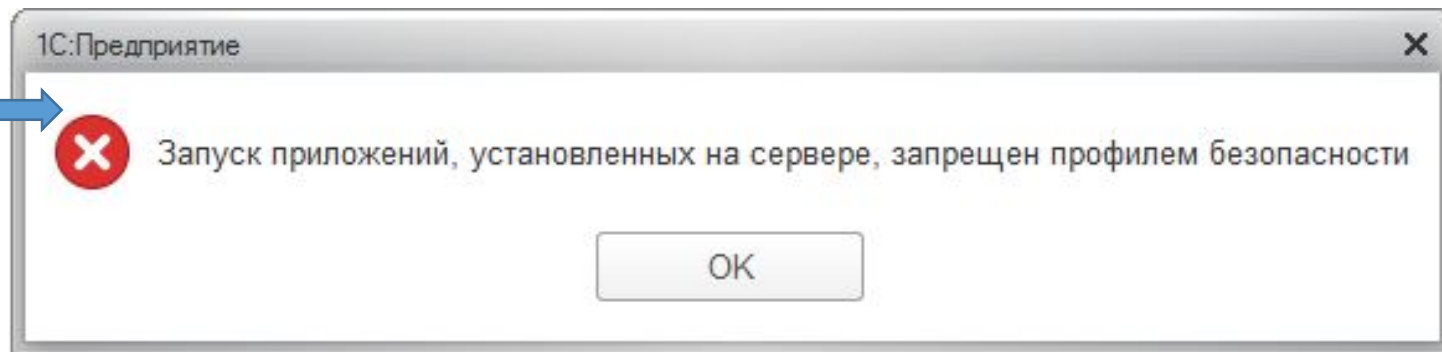 1С:Предприятие
Запуск приложений, установленных на сервере, запрещен профилем безопасности
OK